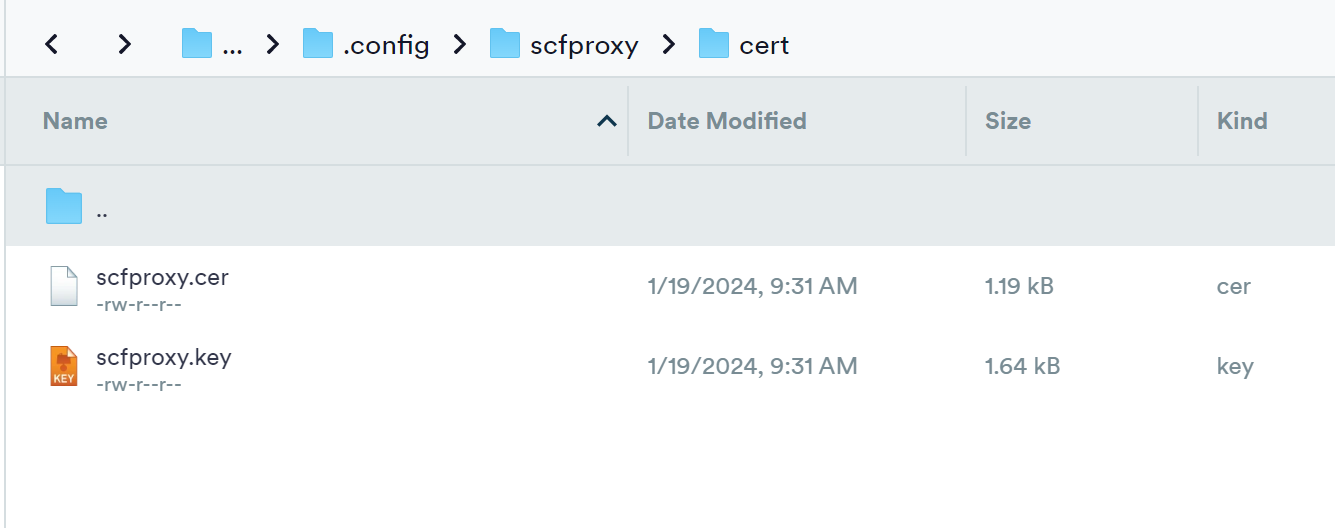 ... .config scfproxy cert
Name Date Modified Size Kind
..
scfproxy.cer 1/19/2024, 9:31 AM 1.19 kB cer
-rw-r--r--
scfproxy.key 1/19/2024, 9:31 AM 1.64 kB key
KEY
-rw-r--r--